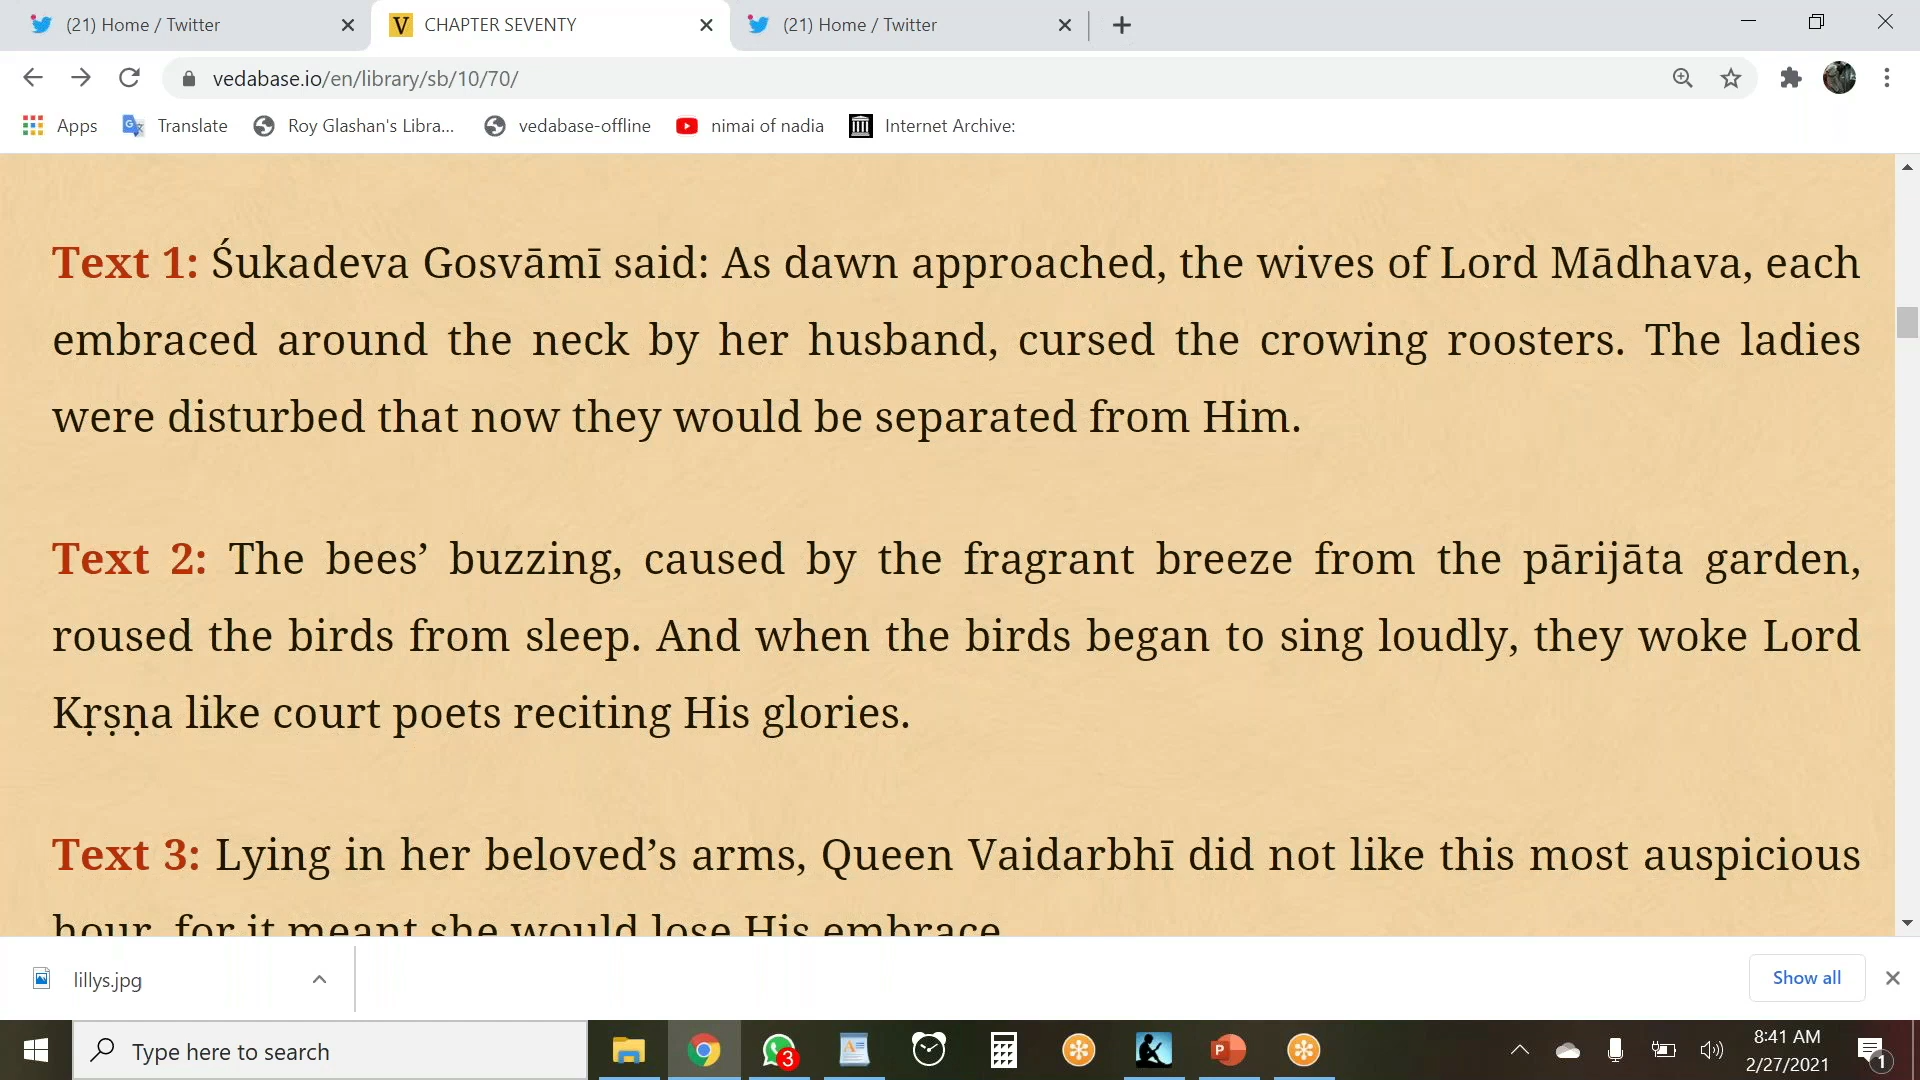 (21) Home / Twitter
CHAPTER SEVENTY
(21) Home / Twitter
vedabase.io/en/library/sb/10/70/
Apps
Translate
Roy Glashan's Libra...
vedabase-offline
nimai of nadia
Internet Archive:
Text 1: Śukadeva Gosvāmī said: As dawn approached, the wives of Lord Mādhava, each
embraced around the neck by her husband, cursed the crowing roosters. The ladies
were disturbed that now they would be separated from Him.
Text 2: The bees’ buzzing, caused by the fragrant breeze from the pārijāta garden,
roused the birds from sleep. And when the birds began to sing loudly, they woke Lord
Kṛṣṇa like court poets reciting His glories.
Text 3: Lying in her beloved’s arms, Queen Vaidarbhī did not like this most auspicious
hour, for it meant she would lose His embrace.
lillys.jpg
Show all
Type here to search
3
8:41 AM
2/27/2021
1